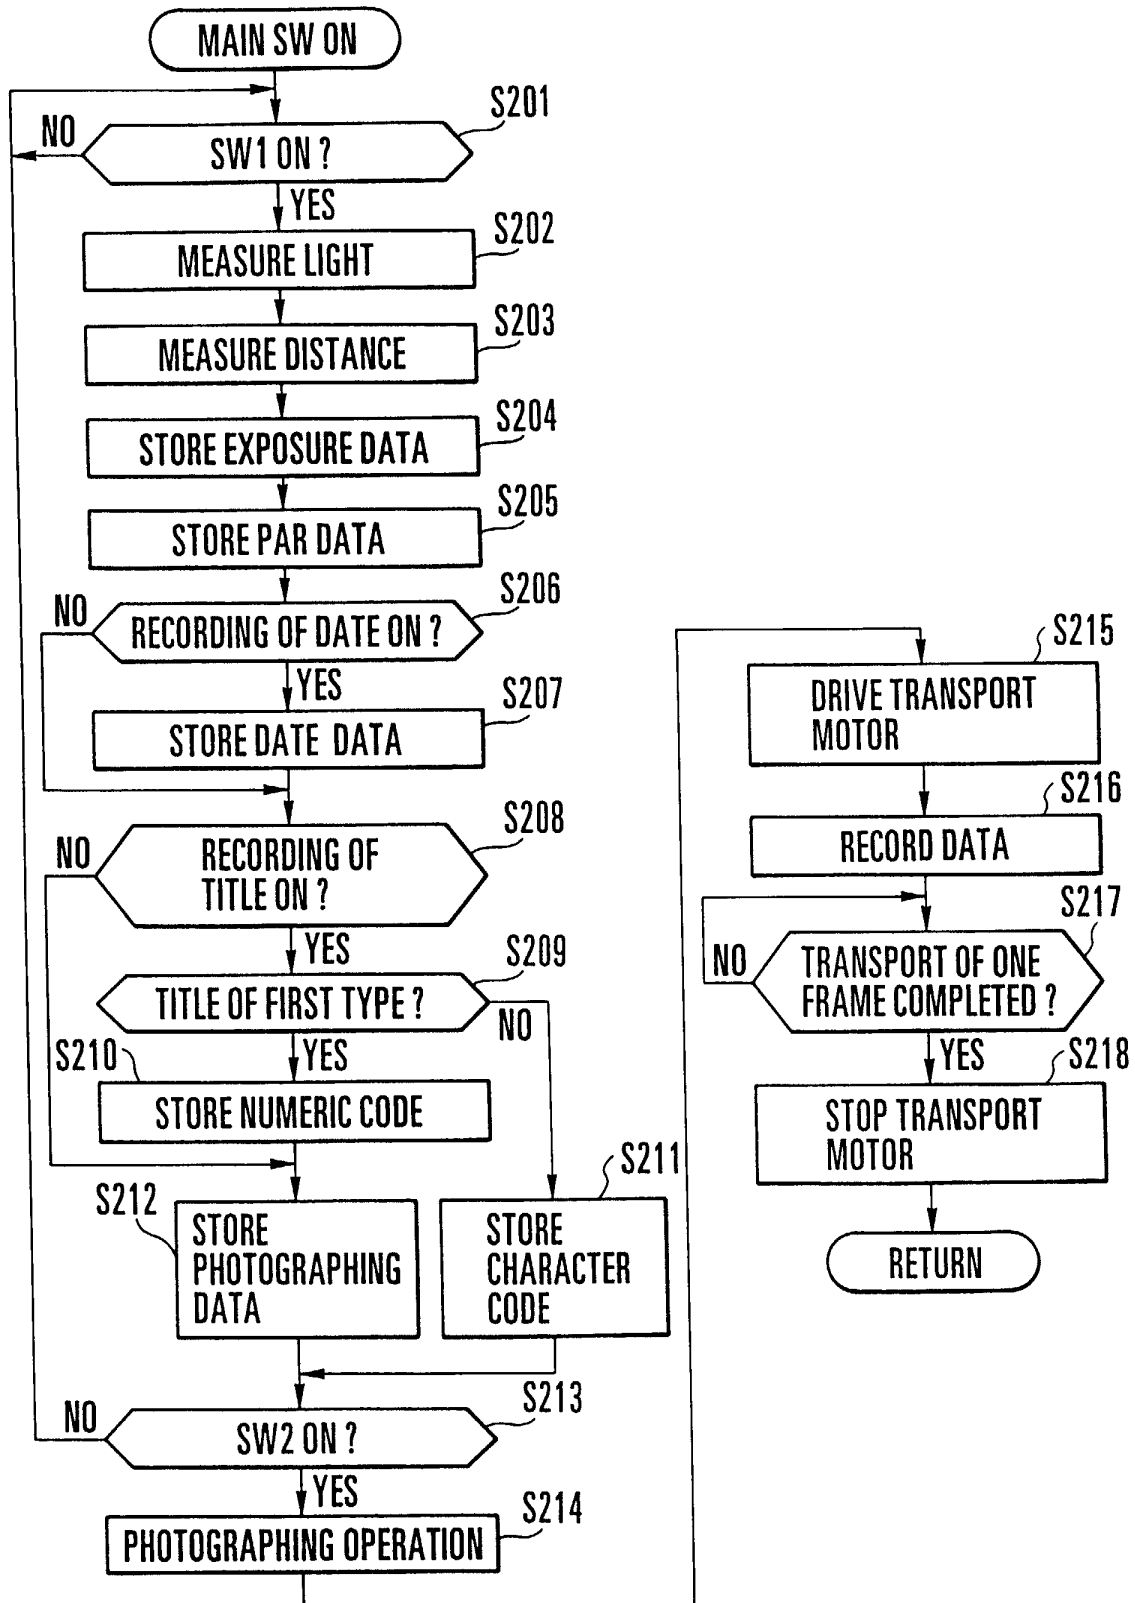 MAIN SW ON
S201
NO
SW1 ON ?
YES
S202
MEASURE LIGHT
S203
MEASURE DISTANCE
S204
STORE EXPOSURE DATA
S205
STORE PAR DATA
S206
NO
RECORDING OF DATE ON ?
YES
S207
STORE DATE DATA
S208
NO
RECORDING OF
TITLE ON ?
YES
S209
TITLE OF FIRST TYPE ?
NO
YES
S210
STORE NUMERIC CODE
S211
S212
STORE
PHOTOGRAPHING
DATA
STORE
CHARACTER
CODE
S213
NO
SW2 ON ?
YES
S214
PHOTOGRAPHING OPERATION
S215
DRIVE TRANSPORT
MOTOR
S216
RECORD DATA
S217
NO
TRANSPORT OF ONE
FRAME COMPLETED ?
YES
S218
STOP TRANSPORT
MOTOR
RETURN